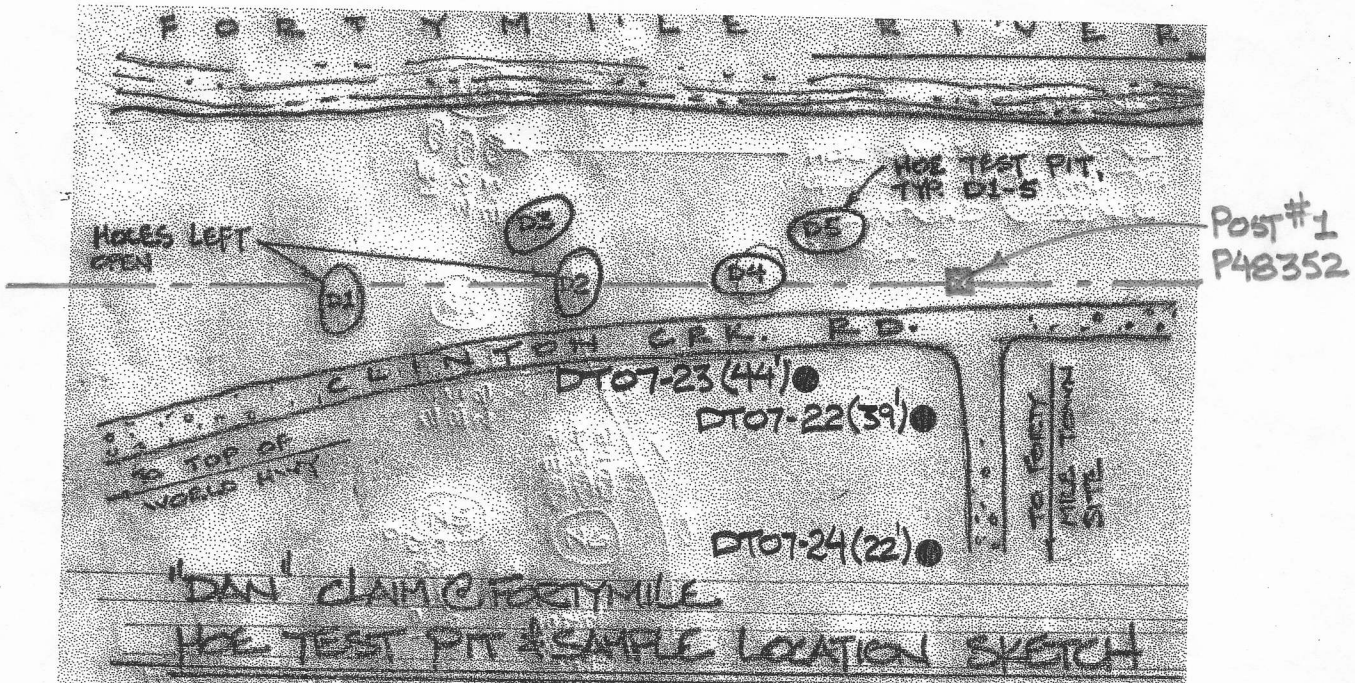 FORTYMILE RIVER
HOE TEST PIT,
TYP. D1-5
POST #1
P48352
HOLES LEFT
OPEN
D3
D5
D1
D2
D4
CLINTON CRK. RD.
DT07-23 (44')
DT07-22 (39')
TO TOP OF
WORLD HWY
TO FORTY
MILE TOWN
SITE
DT07-24 (22')
"DAN" CLAIM @ FORTYMILE
HOE TEST PIT & SAMPLE LOCATION SKETCH